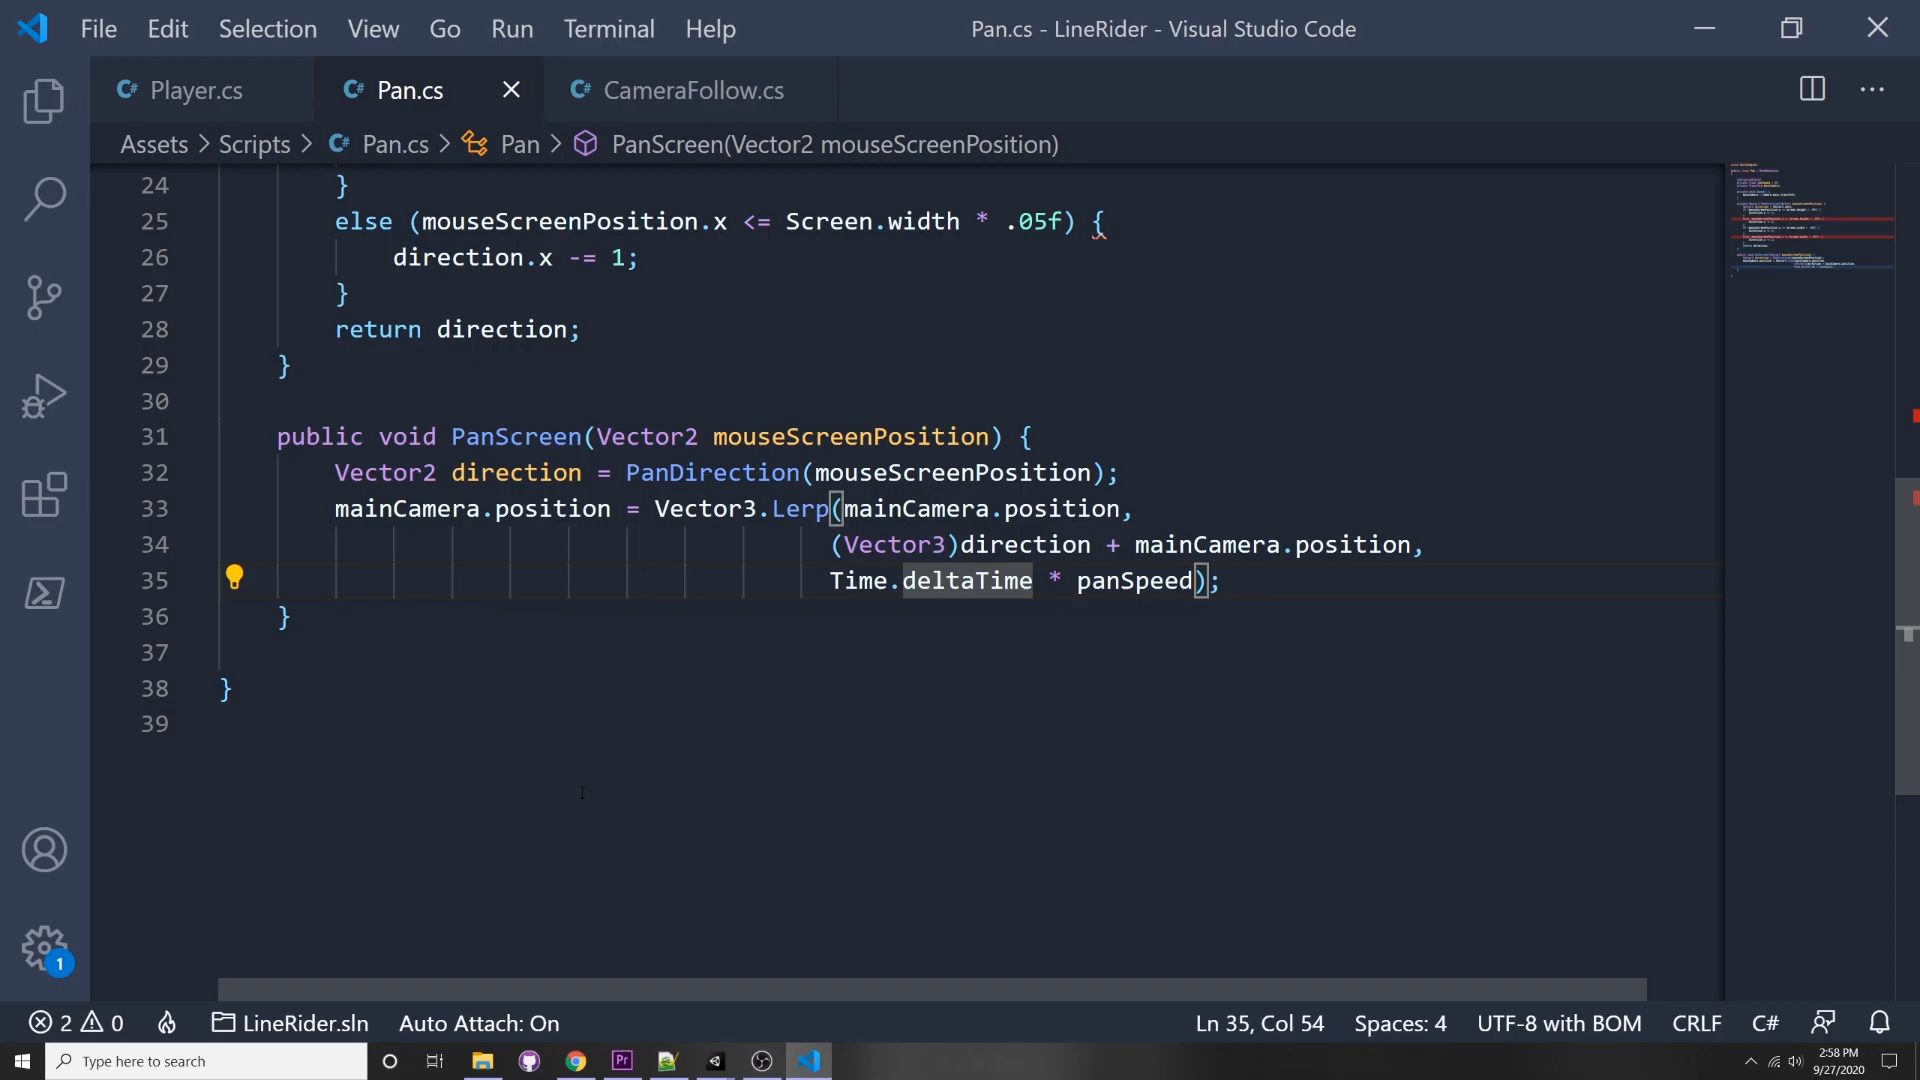 File Edit Selection View Go Run Terminal Help Pan.cs - LineRider - Visual Studio Code
C# Player.cs C# Pan.cs C# CameraFollow.cs
Assets > Scripts > C# Pan.cs > Pan > PanScreen(Vector2 mouseScreenPosition)
24 }
25 else (mouseScreenPosition.x <= Screen.width * .05f) {
26 direction.x -= 1;
27 }
28 return direction;
29 }
30
31 public void PanScreen(Vector2 mouseScreenPosition) {
32 Vector2 direction = PanDirection(mouseScreenPosition);
33 mainCamera.position = Vector3.Lerp(mainCamera.position,
34 (Vector3)direction + mainCamera.position,
35 Time.deltaTime * panSpeed);
36 }
37
38 }
39
1
2 0 LineRider.sln Auto Attach: On Ln 35, Col 54 Spaces: 4 UTF-8 with BOM CRLF C#
Type here to search Pr 2:58 PM
9/27/2020